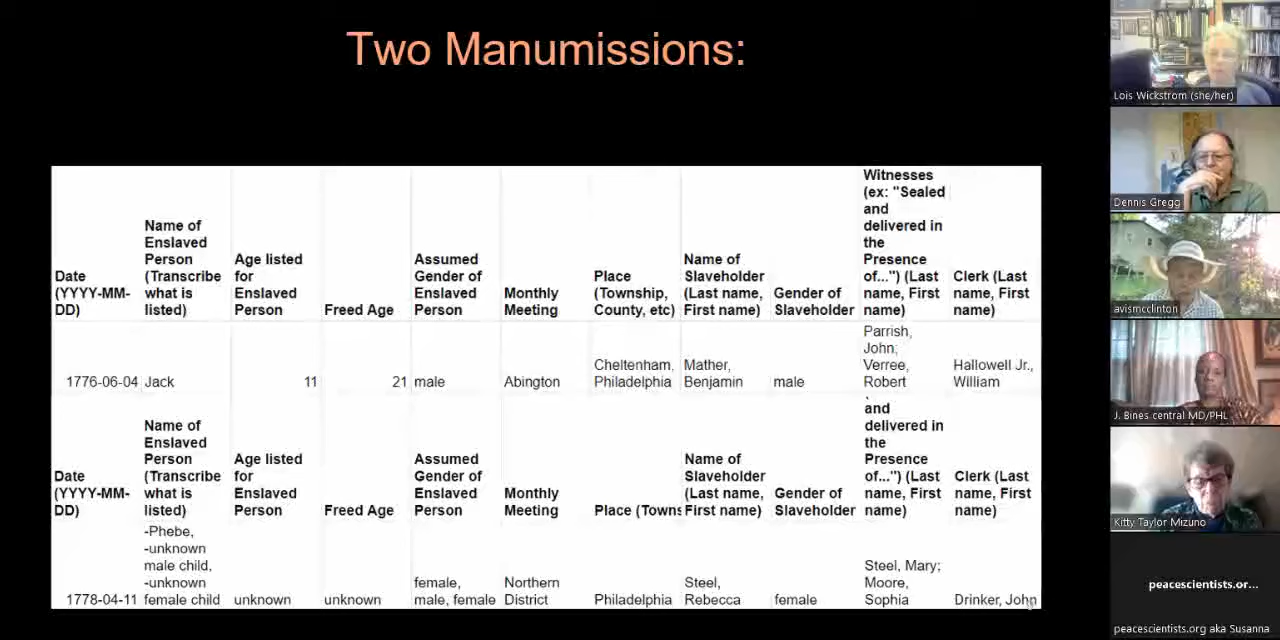 Two Manumissions:
Date (YYYY-MM-DD)
Name of Enslaved Person (Transcribe what is listed)
Age listed for Enslaved Person
Freed Age
Assumed Gender of Enslaved Person
Monthly Meeting
Place (Township, County, etc)
Name of Slaveholder (Last name, First name)
Gender of Slaveholder
Witnesses (ex: "Sealed and delivered in the Presence of...") (Last name, First name)
Clerk (Last name, First name)
1776-06-04
Jack
11
21
male
Abington
Cheltenham, Philadelphia
Mather, Benjamin
male
Parrish, John; Verree, Robert
Hallowell Jr., William
Date (YYYY-MM-DD)
Name of Enslaved Person (Transcribe what is listed)
Age listed for Enslaved Person
Freed Age
Assumed Gender of Enslaved Person
Monthly Meeting
Place (Towns
Name of Slaveholder (Last name, First name)
Gender of Slaveholder
and delivered in the Presence of...") (Last name, First name)
Clerk (Last name, First name)
1778-04-11
-Phebe, -unknown male child, -unknown female child
unknown
unknown
female, male, female
Northern District
Philadelphia
Steel, Rebecca
female
Steel, Mary; Moore, Sophia
Drinker, John
Lois Wickstrom (she/her)
Dennis Gregg
avismcclinton
J. Bines central MD/PHL
Kitty Taylor Mizuno
peacescientists.or...
peacescientists.org aka Susanna